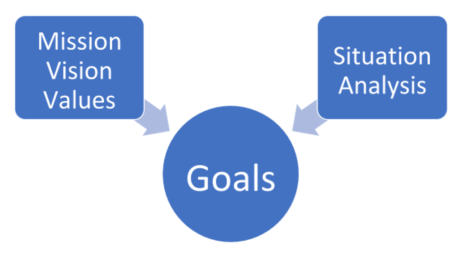 Mission
Vision
Values
Situation
Analysis
Goals